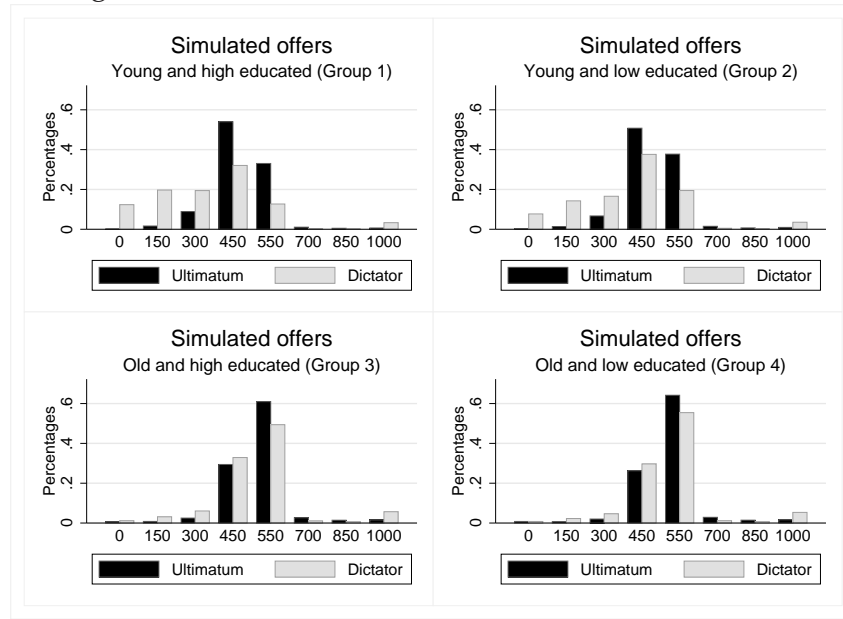 Simulated offers
Young and high educated (Group 1)
Percentages
.6
.4
.2
0
0 150 300 450 550 700 850 1000
Ultimatum Dictator
Simulated offers
Young and low educated (Group 2)
Percentages
.6
.4
.2
0
0 150 300 450 550 700 850 1000
Ultimatum Dictator
Simulated offers
Old and high educated (Group 3)
Percentages
.6
.4
.2
0
0 150 300 450 550 700 850 1000
Ultimatum Dictator
Simulated offers
Old and low educated (Group 4)
Percentages
.6
.4
.2
0
0 150 300 450 550 700 850 1000
Ultimatum Dictator